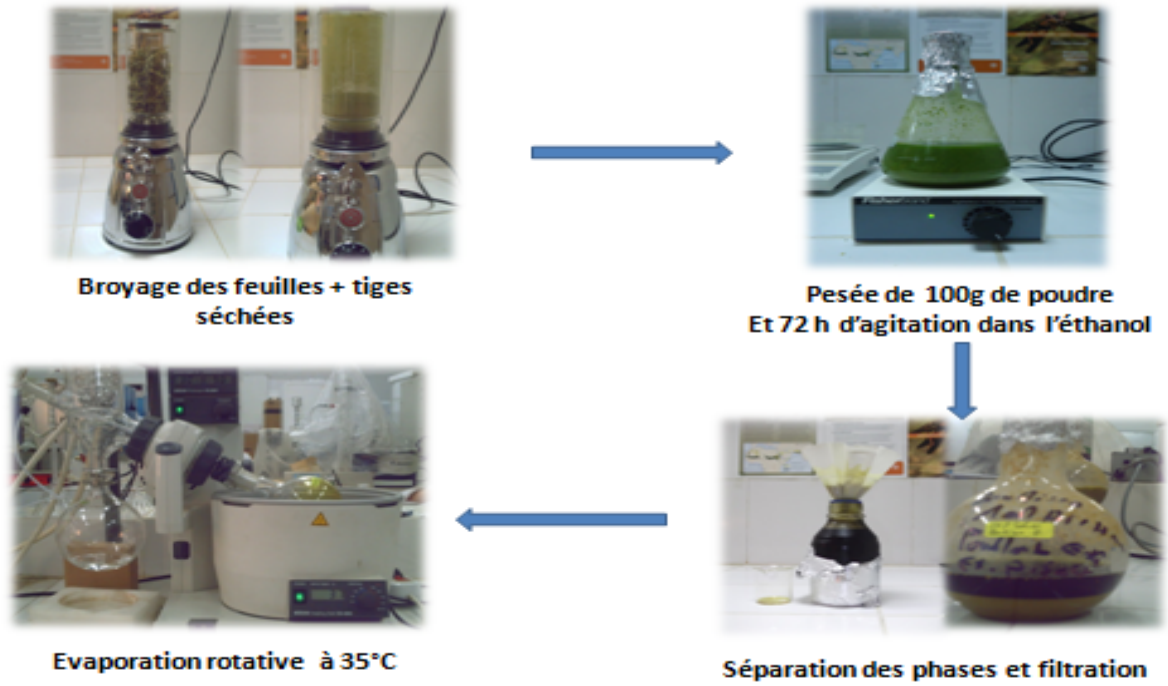 Broyage des feuilles + tiges
séchées
Pesée de 100g de poudre
Et 72 h d’agitation dans l’éthanol
Séparation des phases et filtration
Evaporation rotative à 35°C